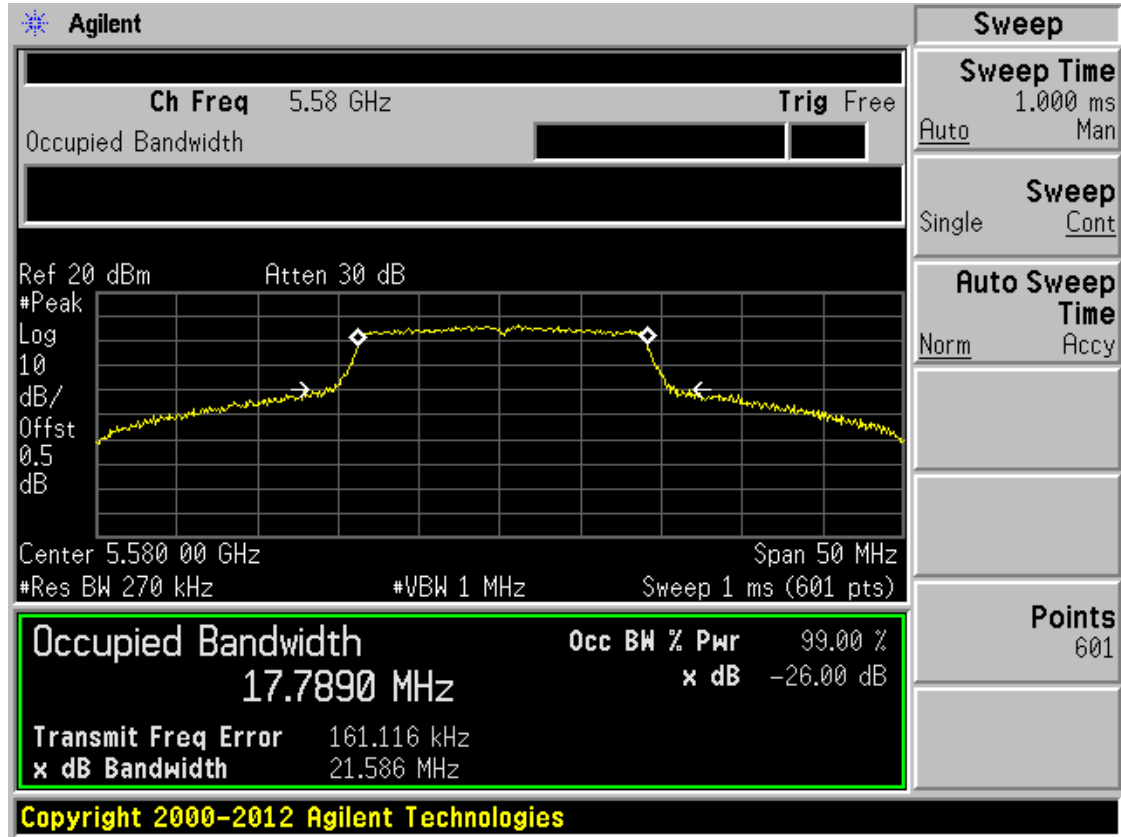 Agilent
Sweep
Ch Freq 5.58 GHz Trig Free
Occupied Bandwidth
Sweep Time
1.000 ms
Auto Man
Sweep
Single Cont
Auto Sweep
Time
Norm Accy
Points
601
Ref 20 dBm Atten 30 dB
#Peak
Log
10
dB/
Offst
0.5
dB
Center 5.580 00 GHz Span 50 MHz
#Res BW 270 kHz #VBW 1 MHz Sweep 1 ms (601 pts)
Occupied Bandwidth
17.7890 MHz
Occ BW % Pwr 99.00 %
x dB -26.00 dB
Transmit Freq Error 161.116 kHz
x dB Bandwidth 21.586 MHz
Copyright 2000-2012 Agilent Technologies